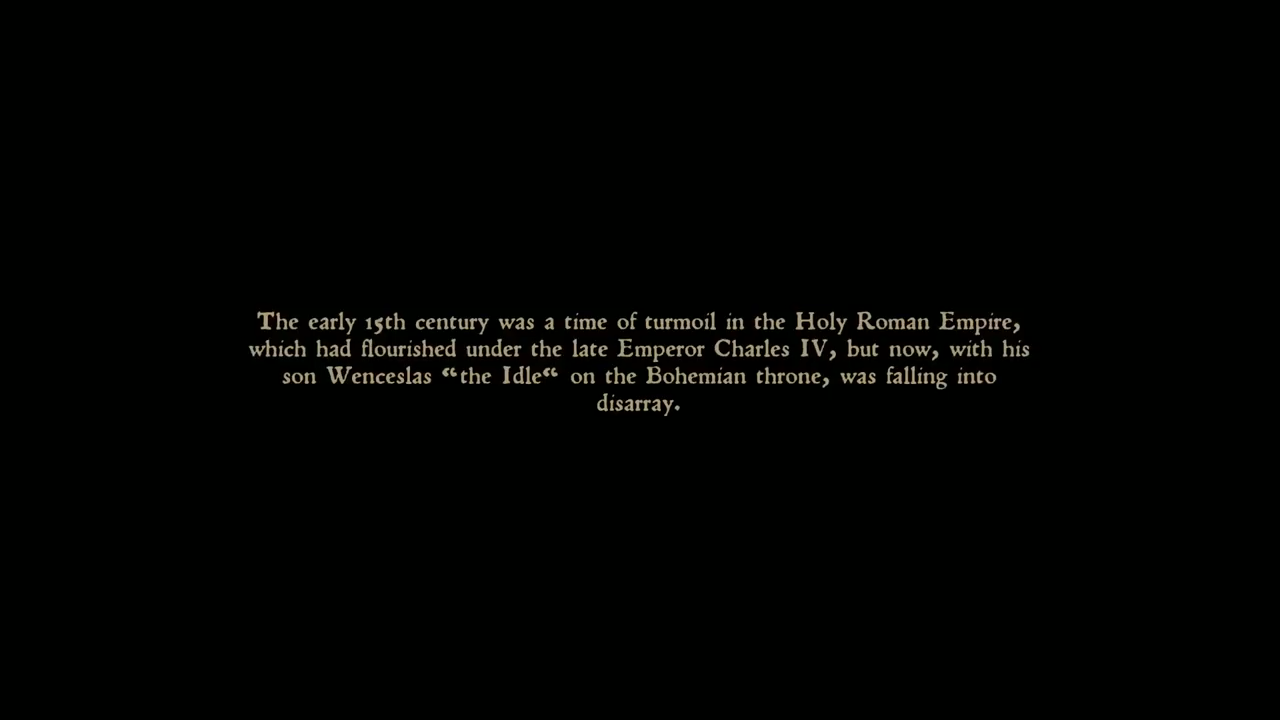 The early 15th century was a time of turmoil in the Holy Roman Empire,
which had flourished under the late Emperor Charles IV, but now, with his
son Wenceslas “the Idle“ on the Bohemian throne, was falling into
disarray.